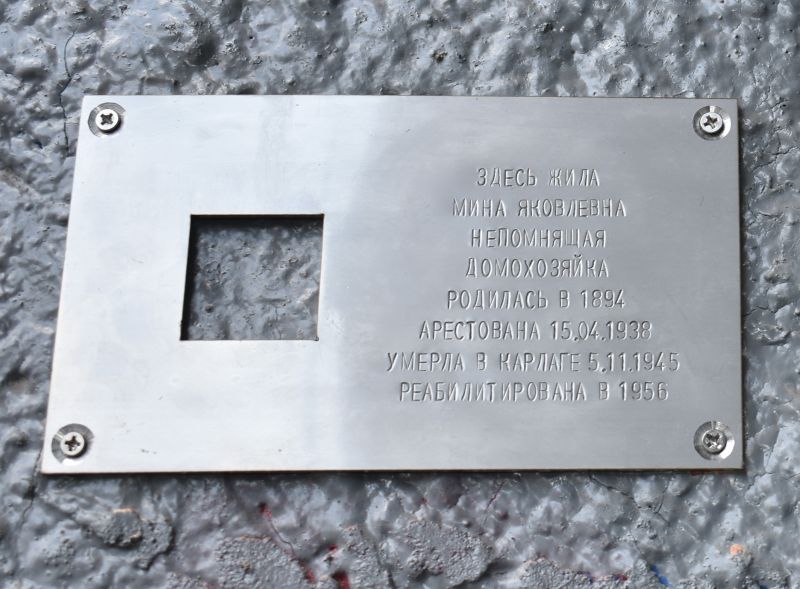 ЗДЕСЬ ЖИЛА
МИНА ЯКОВЛЕВНА
НЕПОМНЯЩАЯ
ДОМОХОЗЯЙКА
РОДИЛАСЬ В 1894
АРЕСТОВАНА 15.04.1938
УМЕРЛА В КАРЛАГЕ 5.11.1945
РЕАБИЛИТИРОВАНА В 1956